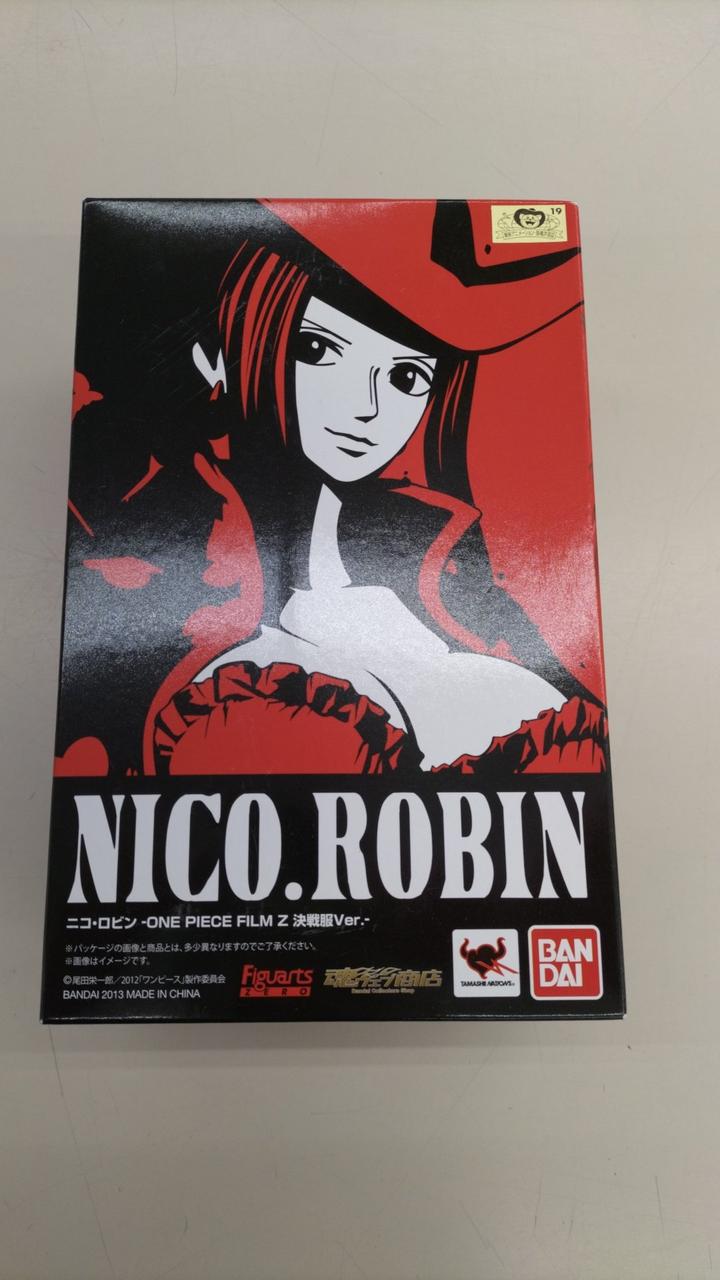 19
NICO.ROBIN
ニコ・ロビン -ONE PIECE FILM Z 決戦服Ver.-
※パッケージの画像と商品とは、多少異なりますのでご了承ください。
※画像はイメージです。
©尾田栄一郎／2012「ワンピース」製作委員会
BANDAI 2013 MADE IN CHINA
Figuarts
ZERO
魂ウェブ商店
Bandai Collectors Shop
TAMASHII NATIONS
BAN
DAI